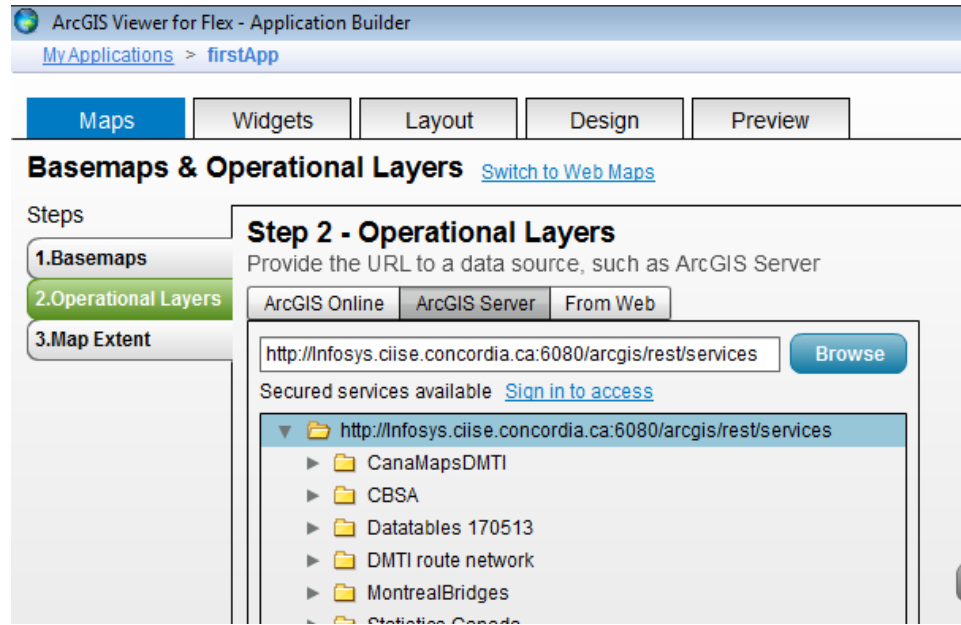 ArcGIS Viewer for Flex - Application Builder
My Applications > firstApp
Maps Widgets Layout Design Preview
Basemaps & Operational Layers Switch to Web Maps
Steps
1.Basemaps
2.Operational Layers
3.Map Extent
Step 2 - Operational Layers
Provide the URL to a data source, such as ArcGIS Server
ArcGIS Online ArcGIS Server From Web
http://Infosys.ciise.concordia.ca:6080/arcgis/rest/services Browse
Secured services available Sign in to access
http://Infosys.ciise.concordia.ca:6080/arcgis/rest/services
CanaMapsDMTI
CBSA
Datatables 170513
DMTI route network
MontrealBridges
Statistics Canada